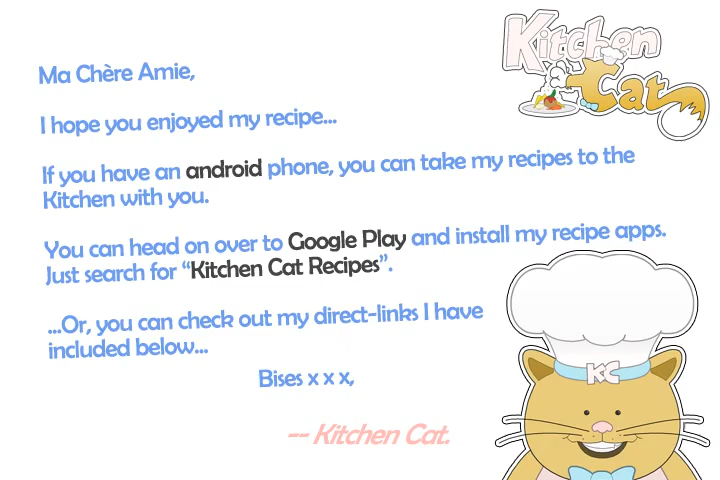 Kitchen
Cat
Ma Chère Amie,
I hope you enjoyed my recipe...
If you have an android phone, you can take my recipes to the
Kitchen with you.
You can head on over to Google Play and install my recipe apps.
Just search for “Kitchen Cat Recipes”.
...Or, you can check out my direct-links I have
included below...
Bises x x x,
-- Kitchen Cat.
KC